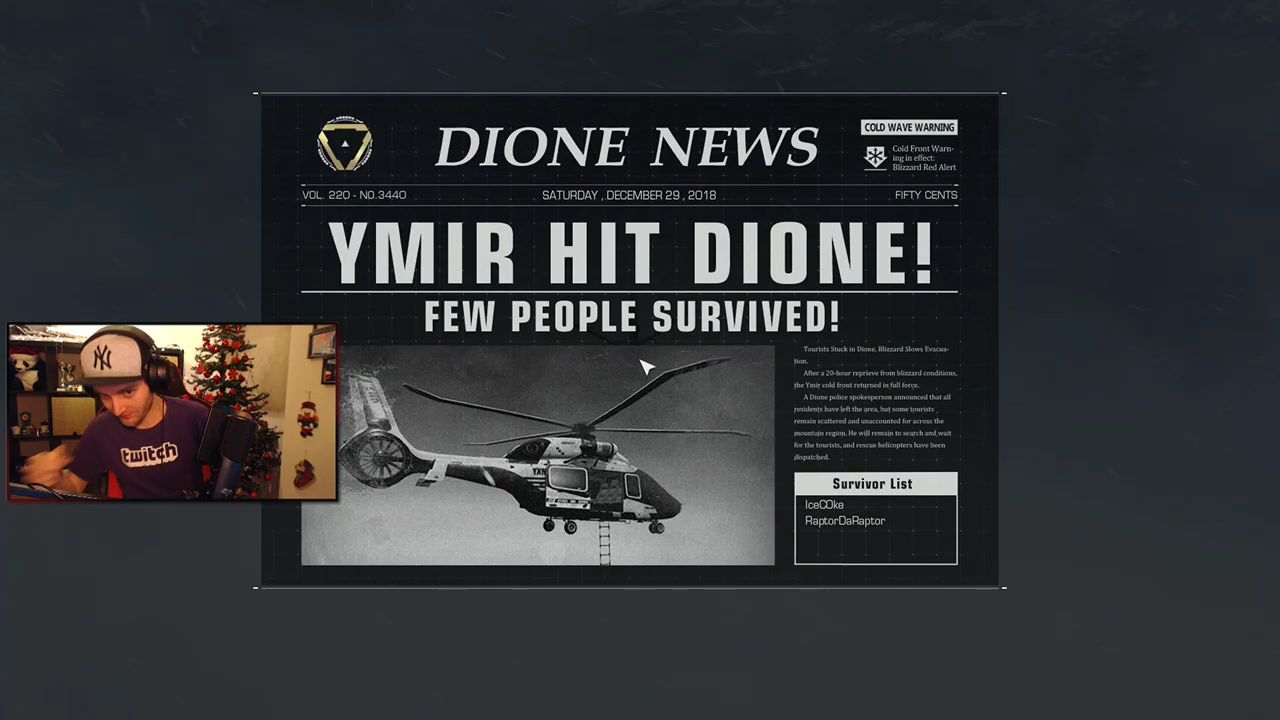 DIONE NEWS
COLD WAVE WARNING
Cold Front Warn-
ing in effect:
Blizzard Red Alert
VOL. 220 - NO.3440
SATURDAY , DECEMBER 29 , 2018
FIFTY CENTS
YMIR HIT DIONE!
FEW PEOPLE SURVIVED!
Tourists Stuck in Dione, Blizzard Slows Evacua-
tion.
After a 20-hour reprieve from blizzard conditions,
the Ymir cold front returned in full force.
A Dione police spokesperson announced that all
residents have left the area, but some tourists
remain scattered and unaccounted for across the
mountain region. He will remain to search and wait
for the tourists, and rescue helicopters have been
dispatched.
Survivor List
IceCOke
RaptorDaRaptor
NY
twitch